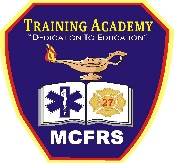 TRAINING ACADEMY
"DEDICATION TO EDUCATION"
27
MCFRS